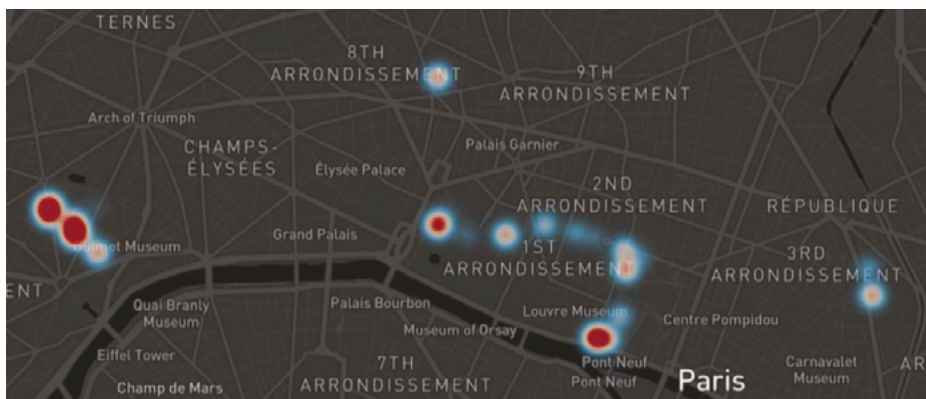 TERNES
8TH
ARRONDISSEMENT
9TH
ARRONDISSEMENT
Arch of Triumph
CHAMPS-
ÉLYSÉES
Palais Garnier
Élysée Palace
2ND
ARRONDISSEMENT
RÉPUBLIQUE
Guimet Museum
Grand Palais
1ST
ARRONDISSEMENT
3RD
ARRONDISSEMENT
ENT
Quai Branly
Museum
Palais Bourbon
Louvre Museum
Museum of Orsay
Centre Pompidou
Eiffel Tower
7TH
ARRONDISSEMENT
Pont Neuf
Pont Neuf
Carnavalet
Museum
AR
Champ de Mars
Paris